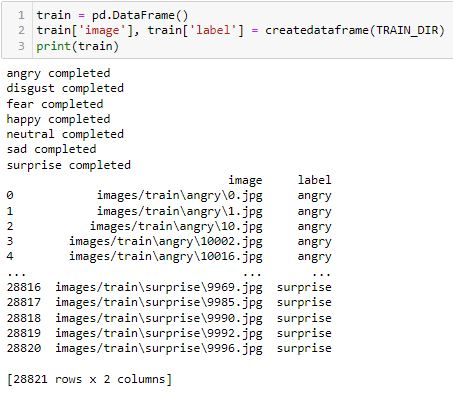 1 train = pd.DataFrame()
2 train['image'], train['label'] = createdataframe(TRAIN_DIR)
3 print(train)
angry completed
disgust completed
fear completed
happy completed
neutral completed
sad completed
surprise completed
image label
0 images/train\angry\0.jpg angry
1 images/train\angry\1.jpg angry
2 images/train\angry\10.jpg angry
3 images/train\angry\10002.jpg angry
4 images/train\angry\10016.jpg angry
... ... ...
28816 images/train\surprise\9969.jpg surprise
28817 images/train\surprise\9985.jpg surprise
28818 images/train\surprise\9990.jpg surprise
28819 images/train\surprise\9992.jpg surprise
28820 images/train\surprise\9996.jpg surprise
[28821 rows x 2 columns]